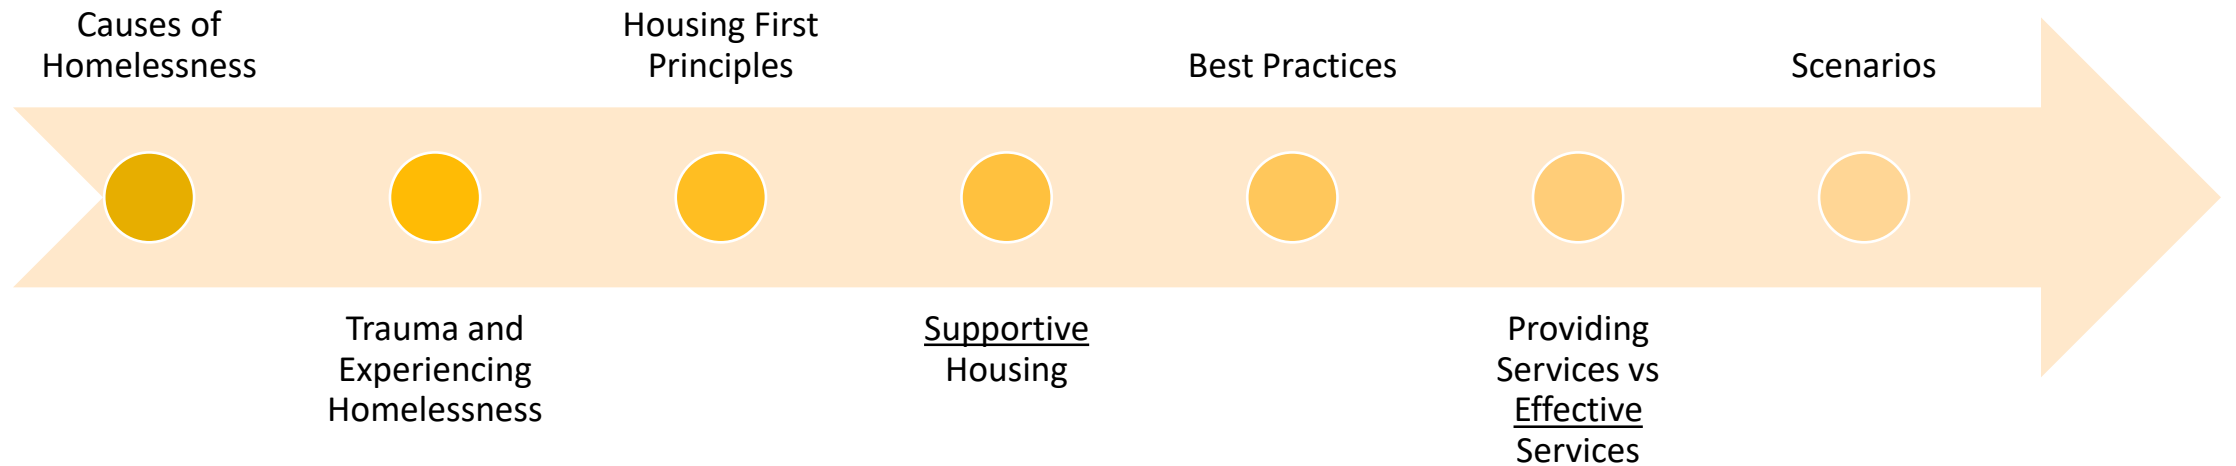 Causes of
Homelessness
Trauma and
Experiencing
Homelessness
Housing First
Principles
Supportive
Housing
Best Practices
Providing
Services vs
Effective
Services
Scenarios